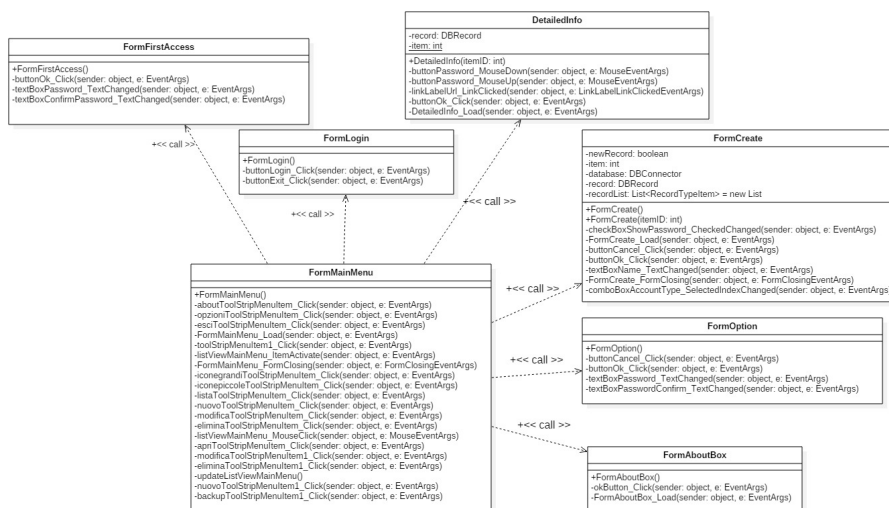 DetailedInfo
-record: DBRecord
-item: int
+DetailedInfo(itemID: int)
-buttonPassword_MouseDown(sender: object, e: MouseEventArgs)
-buttonPassword_MouseUp(sender: object, e: MouseEventArgs)
-linkLabelUrl_LinkClicked(sender: object, e: LinkLabelLinkClickedEventArgs)
-buttonOk_Click(sender: object, e: EventArgs)
-DetailedInfo_Load(sender: object, e: EventArgs)
FormFirstAccess
+FormFirstAccess()
-buttonOk_Click(sender: object, e: EventArgs)
-textBoxPassword_TextChanged(sender: object, e: EventArgs)
-textBoxConfirmPassword_TextChanged(sender: object, e: EventArgs)
+<< call >>
FormLogin
+FormLogin()
-buttonLogin_Click(sender: object, e: EventArgs)
-buttonExit_Click(sender: object, e: EventArgs)
+<< call >>
+<< call >>
FormCreate
-newRecord: boolean
-item: int
-database: DBConnector
-record: DBRecord
-recordList: List<RecordTypeItem> = new List
+FormCreate()
+FormCreate(itemID: int)
-checkBoxShowPassword_CheckedChanged(sender: object, e: EventArgs)
-FormCreate_Load(sender: object, e: EventArgs)
-buttonCancel_Click(sender: object, e: EventArgs)
-buttonOk_Click(sender: object, e: EventArgs)
-textBoxName_TextChanged(sender: object, e: EventArgs)
-FormCreate_FormClosing(sender: object, e: FormClosingEventArgs)
-comboBoxAccountType_SelectedIndexChanged(sender: object, e: EventArgs)
FormMainMenu
+FormMainMenu()
-aboutToolStripMenuItem_Click(sender: object, e: EventArgs)
-opzioniToolStripMenuItem_Click(sender: object, e: EventArgs)
-esciToolStripMenuItem_Click(sender: object, e: EventArgs)
-FormMainMenu_Load(sender: object, e: EventArgs)
-toolStripMenuItem1_Click(sender: object, e: EventArgs)
-listViewMainMenu_ItemActivate(sender: object, e: EventArgs)
-FormMainMenu_FormClosing(sender: object, e: FormClosingEventArgs)
-iconegrandiToolStripMenuItem_Click(sender: object, e: EventArgs)
-iconepiccoleToolStripMenuItem_Click(sender: object, e: EventArgs)
-listaToolStripMenuItem_Click(sender: object, e: EventArgs)
-nuovoToolStripMenuItem_Click(sender: object, e: EventArgs)
-modificaToolStripMenuItem_Click(sender: object, e: EventArgs)
-eliminaToolStripMenuItem_Click(sender: object, e: EventArgs)
-listViewMainMenu_MouseClick(sender: object, e: MouseEventArgs)
-apriToolStripMenuItem_Click(sender: object, e: EventArgs)
-modificaToolStripMenuItem1_Click(sender: object, e: EventArgs)
-eliminaToolStripMenuItem1_Click(sender: object, e: EventArgs)
-updateListViewMainMenu()
-nuovoToolStripMenuItem1_Click(sender: object, e: EventArgs)
-backupToolStripMenuItem1_Click(sender: object, e: EventArgs)
+<< call >>
+<< call >>
+<< call >>
FormOption
+FormOption()
-buttonCancel_Click(sender: object, e: EventArgs)
-buttonOk_Click(sender: object, e: EventArgs)
-textBoxPassword_TextChanged(sender: object, e: EventArgs)
-textBoxPasswordConfirm_TextChanged(sender: object, e: EventArgs)
FormAboutBox
+FormAboutBox()
-okButton_Click(sender: object, e: EventArgs)
-FormAboutBox_Load(sender: object, e: EventArgs)